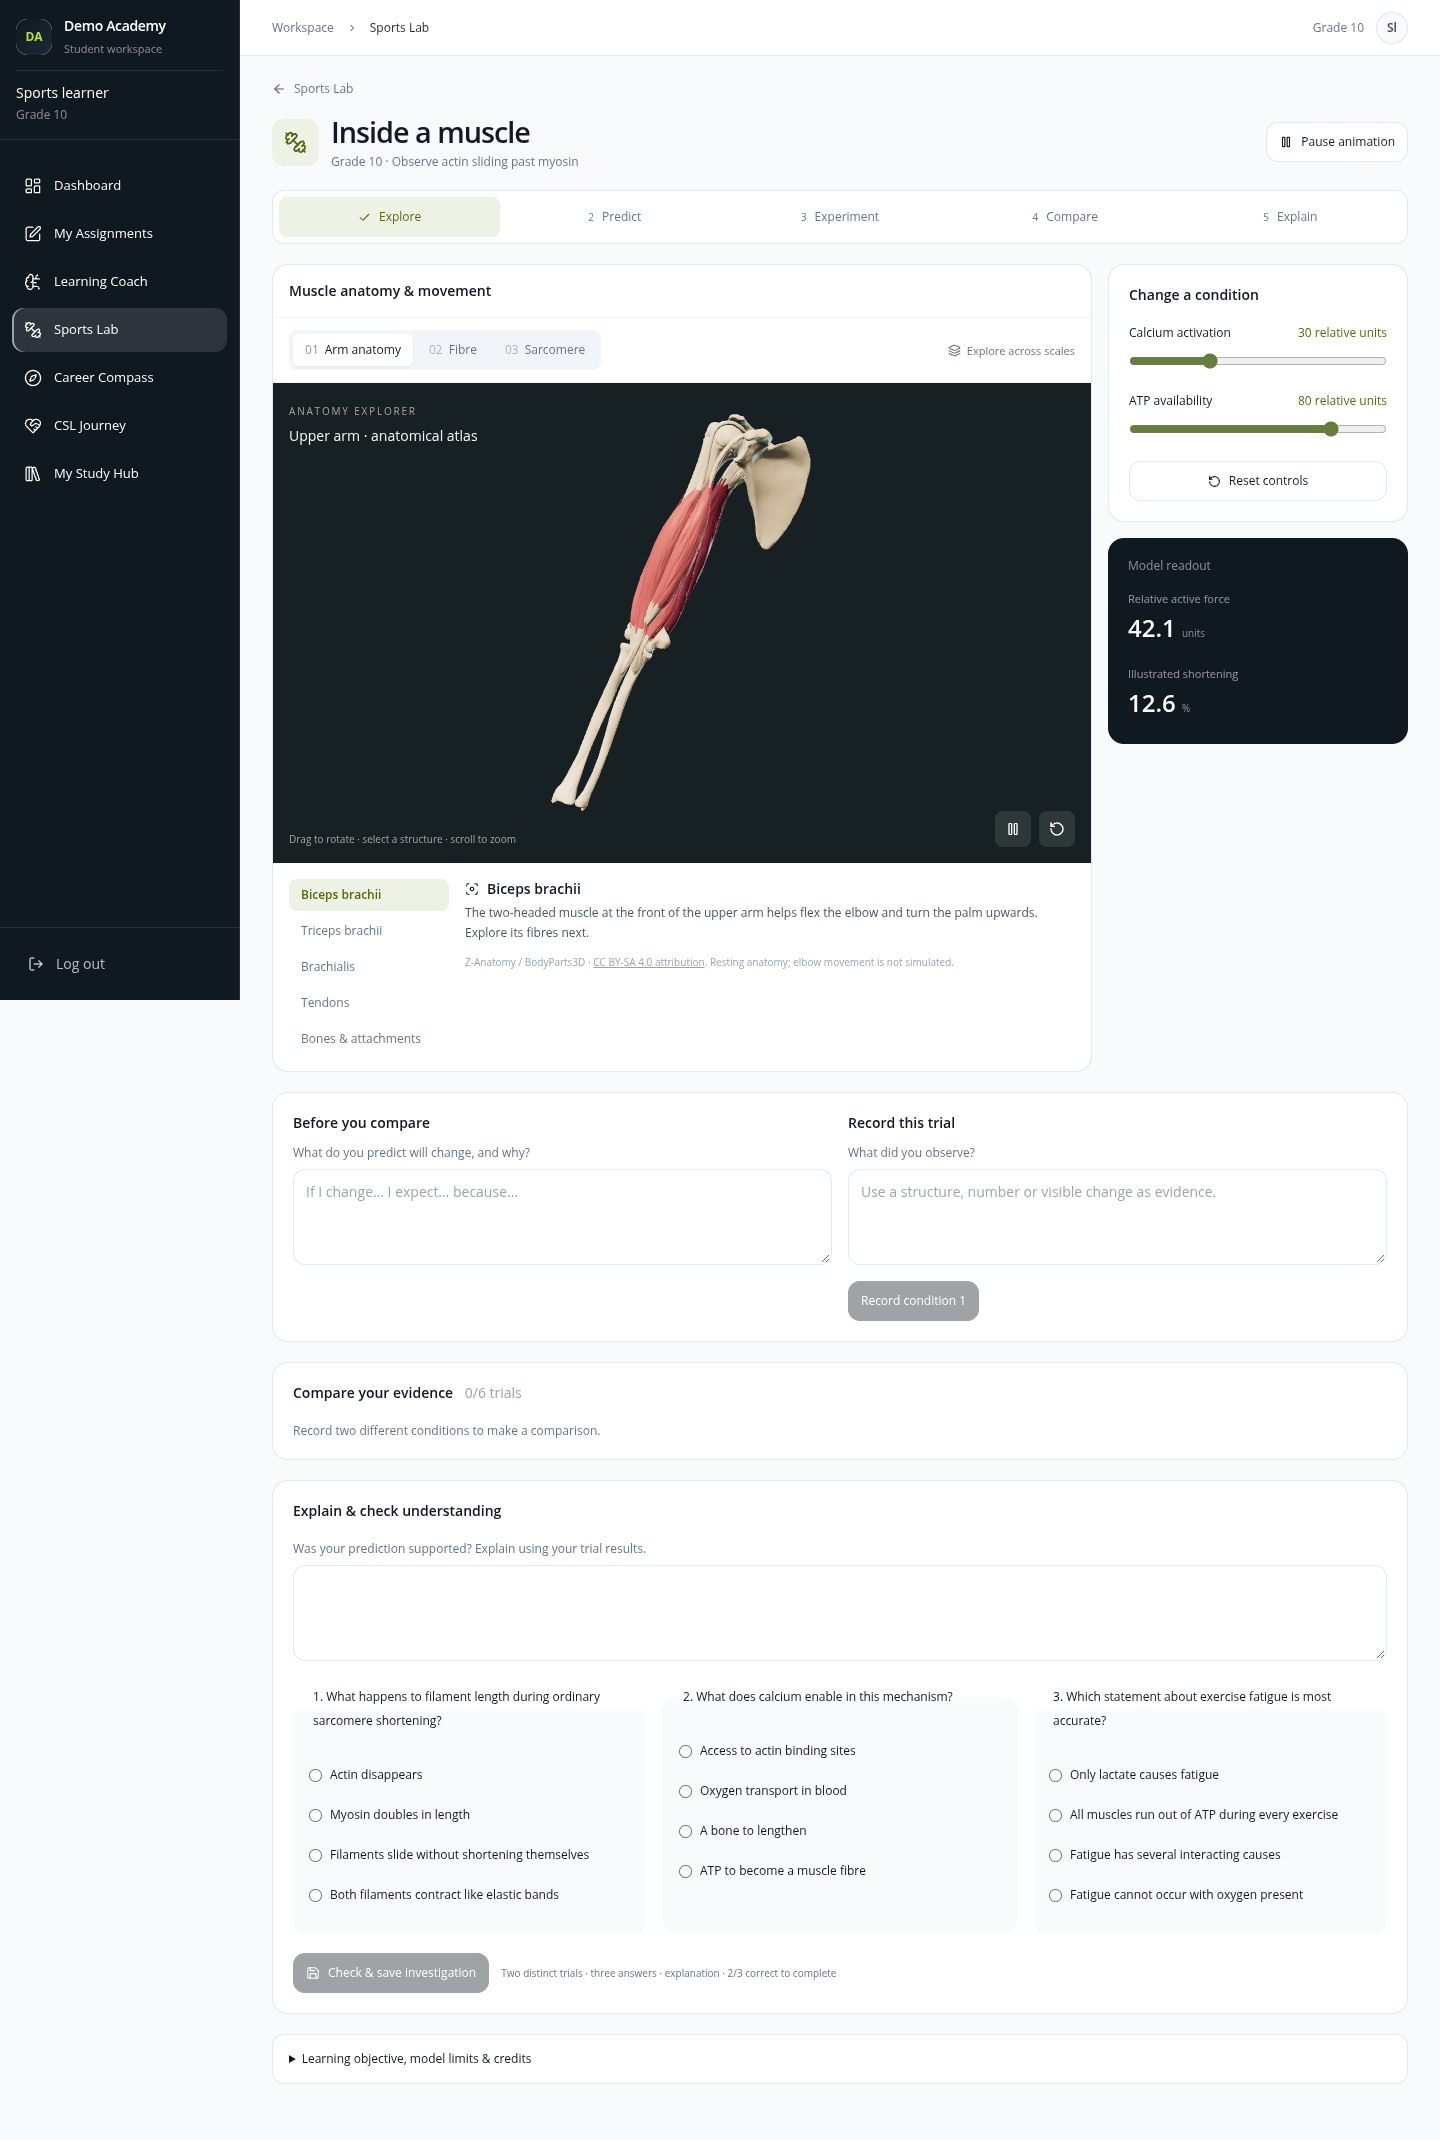 DA
Demo Academy
Student workspace
Sports learner
Grade 10
Dashboard
My Assignments
Learning Coach
Sports Lab
Career Compass
CSL Journey
My Study Hub
Log out
Workspace > Sports Lab
Grade 10 Sl
← Sports Lab
Inside a muscle
Grade 10 · Observe actin sliding past myosin
Pause animation
Explore
2 Predict
3 Experiment
4 Compare
5 Explain
Muscle anatomy & movement
01 Arm anatomy
02 Fibre
03 Sarcomere
Explore across scales
ANATOMY EXPLORER
Upper arm · anatomical atlas
Drag to rotate · select a structure · scroll to zoom
Biceps brachii
Triceps brachii
Brachialis
Tendons
Bones & attachments
Biceps brachii
The two-headed muscle at the front of the upper arm helps flex the elbow and turn the palm upwards.
Explore its fibres next.
Z-Anatomy / BodyParts3D · CC BY-SA 4.0 attribution. Resting anatomy; elbow movement is not simulated.
Change a condition
Calcium activation 30 relative units
ATP availability 80 relative units
Reset controls
Model readout
Relative active force
42.1 units
Illustrated shortening
12.6 %
Before you compare
What do you predict will change, and why?
If I change... I expect... because...
Record this trial
What did you observe?
Use a structure, number or visible change as evidence.
Record condition 1
Compare your evidence 0/6 trials
Record two different conditions to make a comparison.
Explain & check understanding
Was your prediction supported? Explain using your trial results.
1. What happens to filament length during ordinary
sarcomere shortening?
Actin disappears
Myosin doubles in length
Filaments slide without shortening themselves
Both filaments contract like elastic bands
2. What does calcium enable in this mechanism?
Access to actin binding sites
Oxygen transport in blood
A bone to lengthen
ATP to become a muscle fibre
3. Which statement about exercise fatigue is most
accurate?
Only lactate causes fatigue
All muscles run out of ATP during every exercise
Fatigue has several interacting causes
Fatigue cannot occur with oxygen present
Check & save investigation
Two distinct trials · three answers · explanation · 2/3 correct to complete
Learning objective, model limits & credits